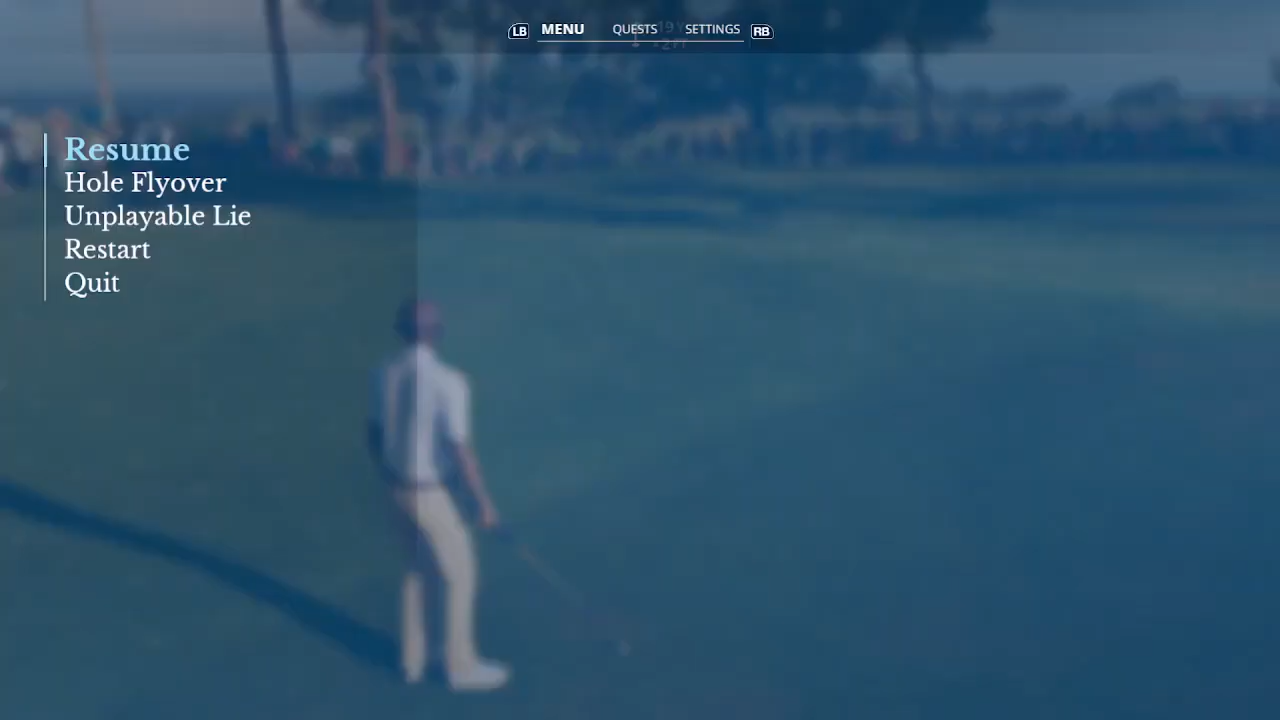 LB MENU QUESTS SETTINGS RB
Resume
Hole Flyover
Unplayable Lie
Restart
Quit